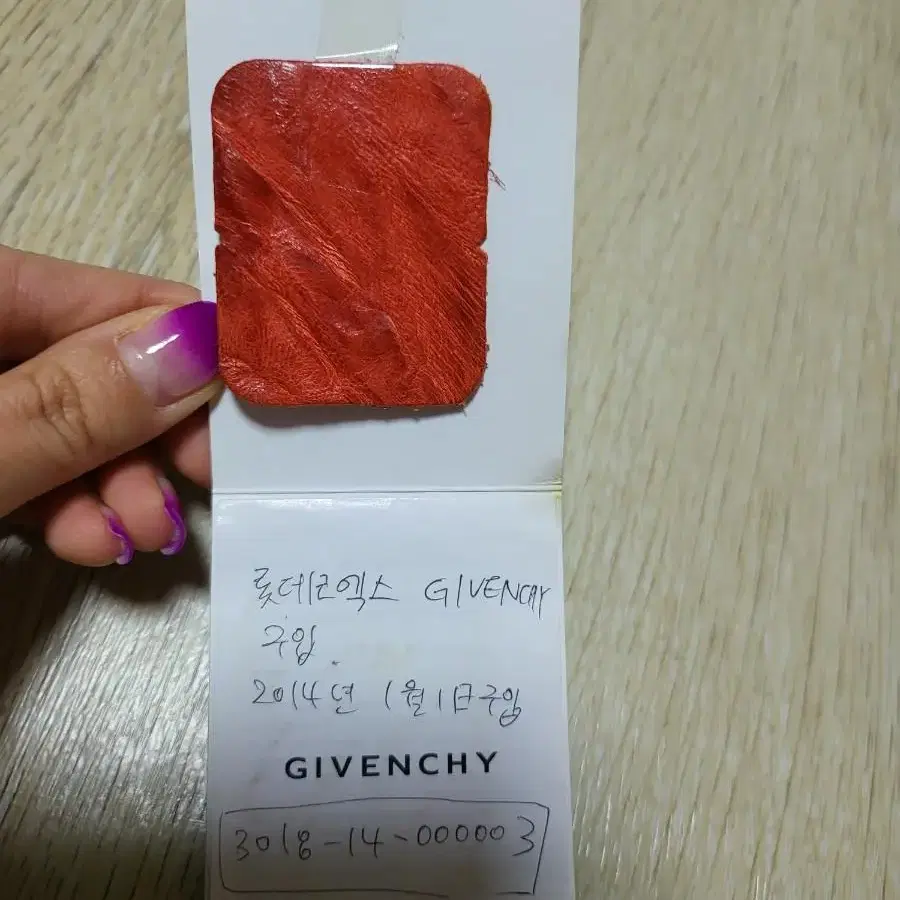 롯데코엑스 GIVENCHY
구입.
2014년 1월 1日구입
GIVENCHY
3018-14-000003